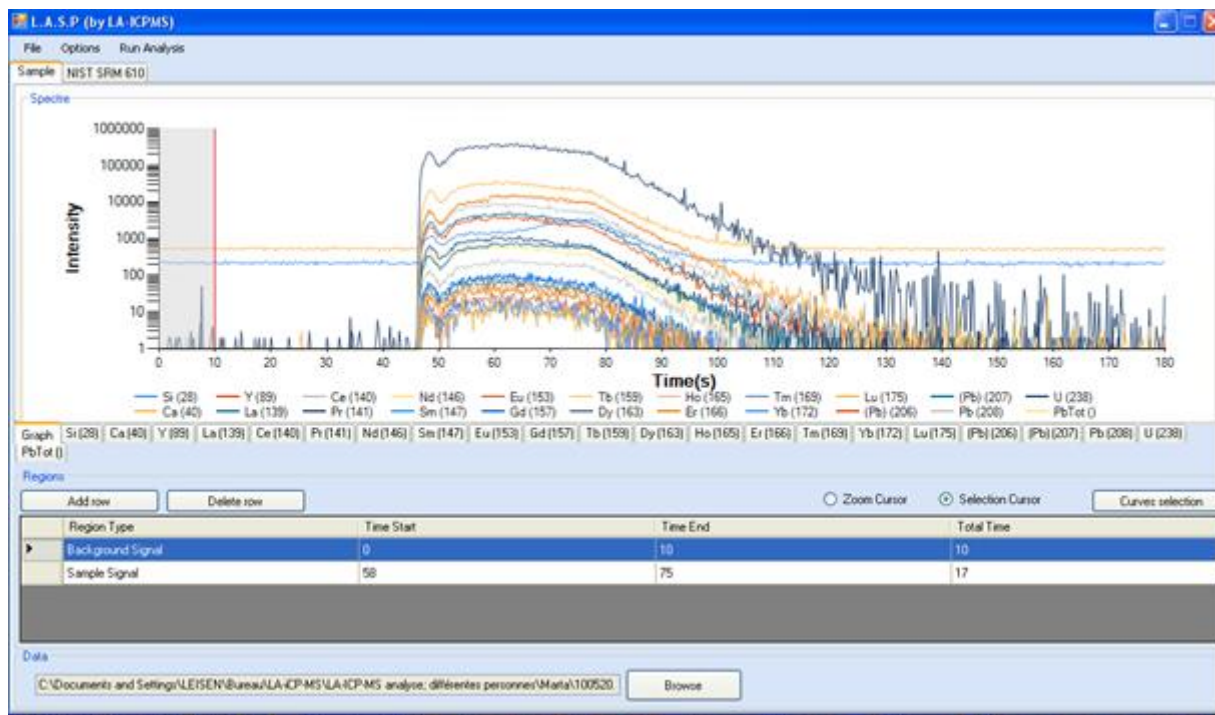 L.A.S.P (by LA-ICPMS)
File Options Run Analysis
Sample NIST SRM 610
Spectre
1000000
100000
10000
1000
100
10
1
Intensity
0 10 20 30 40 50 60 70 80 90 100 110 120 130 140 150 160 170 180
Time(s)
Si (28) Y (89) Ce (140) Nd (146) Eu (153) Tb (159) Ho (165) Tm (169) Lu (175) (Pb) (207) U (238)
Ca (40) La (139) Pr (141) Sm (147) Gd (157) Dy (163) Er (166) Yb (172) (Pb) (206) Pb (208) PbTot ()
Graph Si (28) Ca (40) Y (89) La (139) Ce (140) Pr (141) Nd (146) Sm (147) Eu (153) Gd (157) Tb (159) Dy (163) Ho (165) Er (166) Tm (169) Yb (172) Lu (175) (Pb) (206) (Pb) (207) Pb (208) U (238)
PbTot ()
Regions
Add row Delete row Zoom Cursor Selection Cursor Curves selection
Region Type Time Start Time End Total Time
Background Signal 0 10 10
Sample Signal 58 75 17
Data
C:\Documents and Settings\LEISEN\Bureau\LA-ICP-MS\LA-ICP-MS analyse; différentes personnes\Marta\100520. Browse